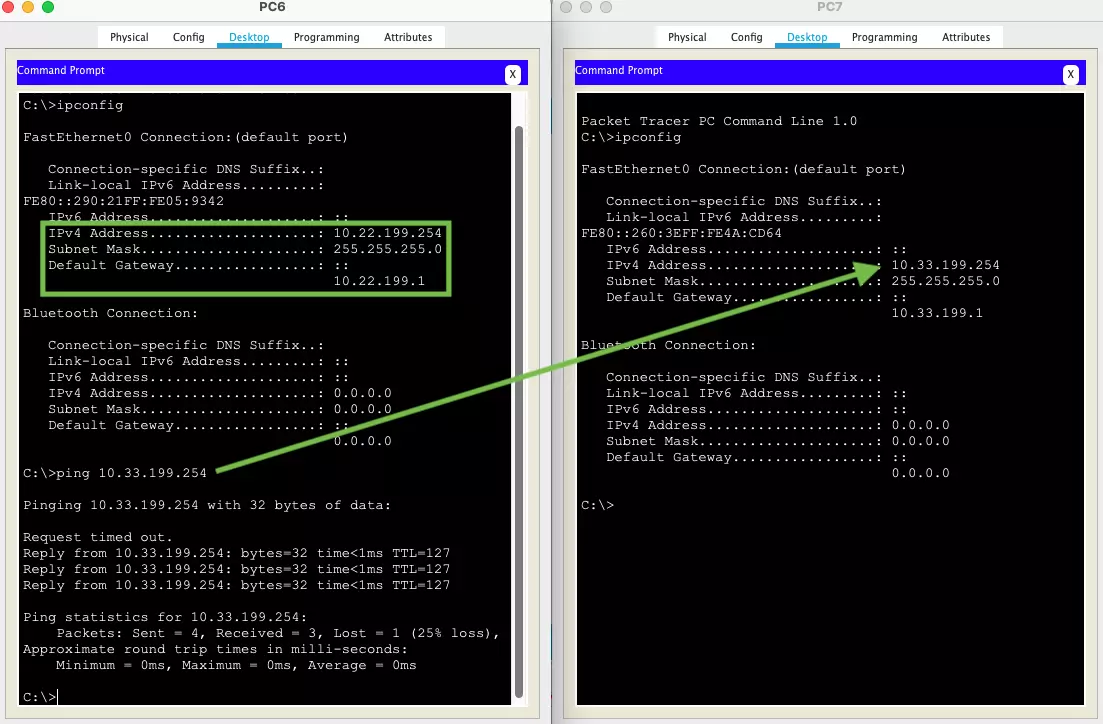 PC6
Physical Config Desktop Programming Attributes
Command Prompt
X
C:\>ipconfig
FastEthernet0 Connection:(default port)
Connection-specific DNS Suffix..:
Link-local IPv6 Address.........:
FE80::290:21FF:FE05:9342
IPv6 Address....................: ::
IPv4 Address....................: 10.22.199.254
Subnet Mask.....................: 255.255.255.0
Default Gateway.................: ::
10.22.199.1
Bluetooth Connection:
Connection-specific DNS Suffix..:
Link-local IPv6 Address.........: ::
IPv6 Address....................: ::
IPv4 Address....................: 0.0.0.0
Subnet Mask.....................: 0.0.0.0
Default Gateway.................: ::
0.0.0.0
C:\>ping 10.33.199.254
Pinging 10.33.199.254 with 32 bytes of data:
Request timed out.
Reply from 10.33.199.254: bytes=32 time<1ms TTL=127
Reply from 10.33.199.254: bytes=32 time<1ms TTL=127
Reply from 10.33.199.254: bytes=32 time<1ms TTL=127
Ping statistics for 10.33.199.254:
Packets: Sent = 4, Received = 3, Lost = 1 (25% loss),
Approximate round trip times in milli-seconds:
Minimum = 0ms, Maximum = 0ms, Average = 0ms
C:\>
PC7
Physical Config Desktop Programming Attributes
Command Prompt
X
Packet Tracer PC Command Line 1.0
C:\>ipconfig
FastEthernet0 Connection:(default port)
Connection-specific DNS Suffix..:
Link-local IPv6 Address.........:
FE80::260:3EFF:FE4A:CD64
IPv6 Address....................: ::
IPv4 Address....................: 10.33.199.254
Subnet Mask.....................: 255.255.255.0
Default Gateway.................: ::
10.33.199.1
Bluetooth Connection:
Connection-specific DNS Suffix..:
Link-local IPv6 Address.........: ::
IPv6 Address....................: ::
IPv4 Address....................: 0.0.0.0
Subnet Mask.....................: 0.0.0.0
Default Gateway.................: ::
0.0.0.0
C:\>